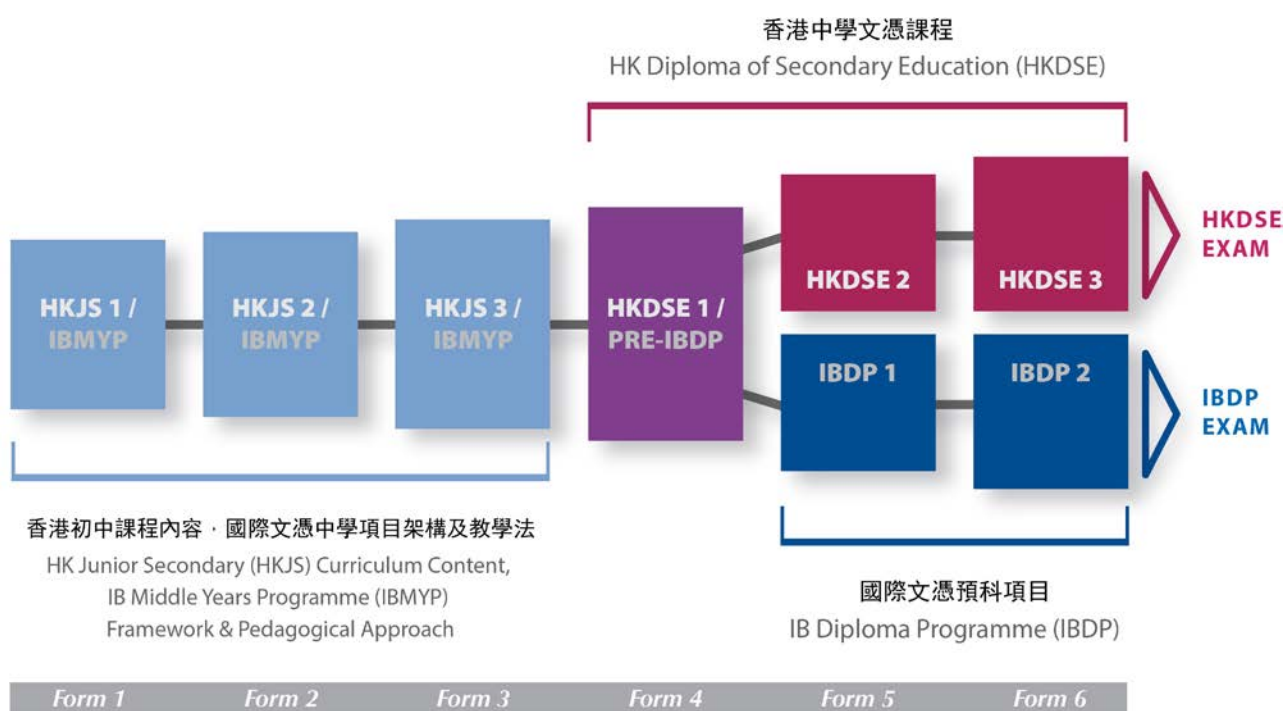 香港中學文憑課程
HK Diploma of Secondary Education (HKDSE)
HKJS 1 /
IBMYP
HKJS 2 /
IBMYP
HKJS 3 /
IBMYP
HKDSE 1 /
PRE-IBDP
HKDSE 2
HKDSE 3
HKDSE
EXAM
IBDP 1
IBDP 2
IBDP
EXAM
香港初中課程內容．國際文憑中學項目架構及教學法
HK Junior Secondary (HKJS) Curriculum Content,
IB Middle Years Programme (IBMYP)
Framework & Pedagogical Approach
國際文憑預科項目
IB Diploma Programme (IBDP)
Form 1
Form 2
Form 3
Form 4
Form 5
Form 6